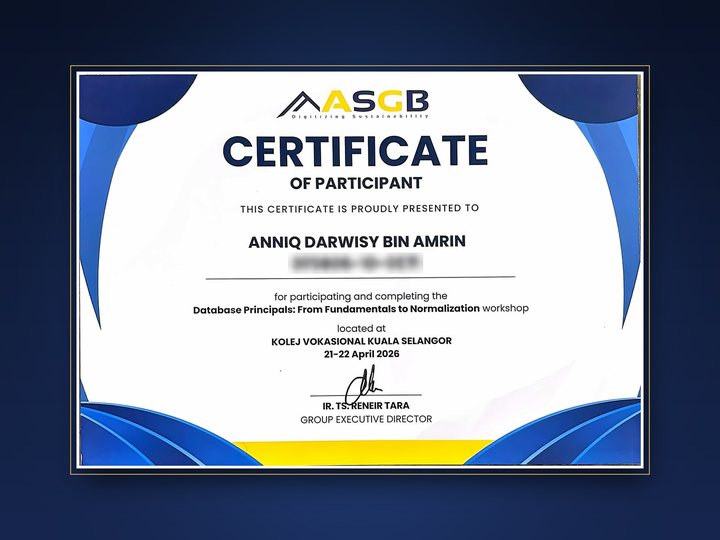 ASGB
Digitizing Sustainability
CERTIFICATE
OF PARTICIPANT
THIS CERTIFICATE IS PROUDLY PRESENTED TO
ANNIQ DARWISY BIN AMRIN
for participating and completing the
Database Principals: From Fundamentals to Normalization workshop
located at
KOLEJ VOKASIONAL KUALA SELANGOR
21-22 April 2026
IR. TS. RENEIR TARA
GROUP EXECUTIVE DIRECTOR